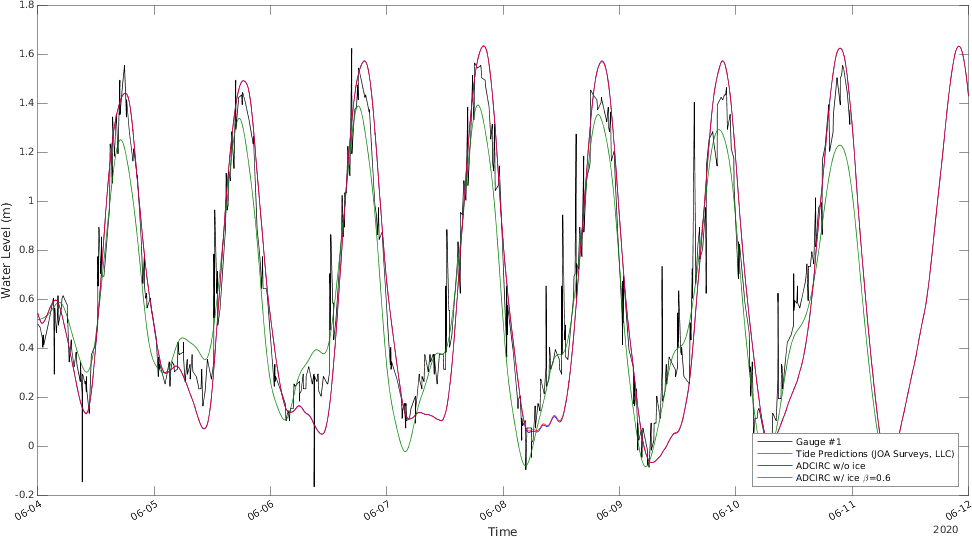 1.8
1.6
1.4
1.2
1
0.8
0.6
0.4
0.2
0
-0.2
Water Level (m)
Gauge #1
Tide Predictions (JOA Surveys, LLC)
ADCIRC w/o ice
ADCIRC w/ ice β=0.6
06-04 06-05 06-06 06-07 06-08 06-09 06-10 06-11 06-12
Time
2020